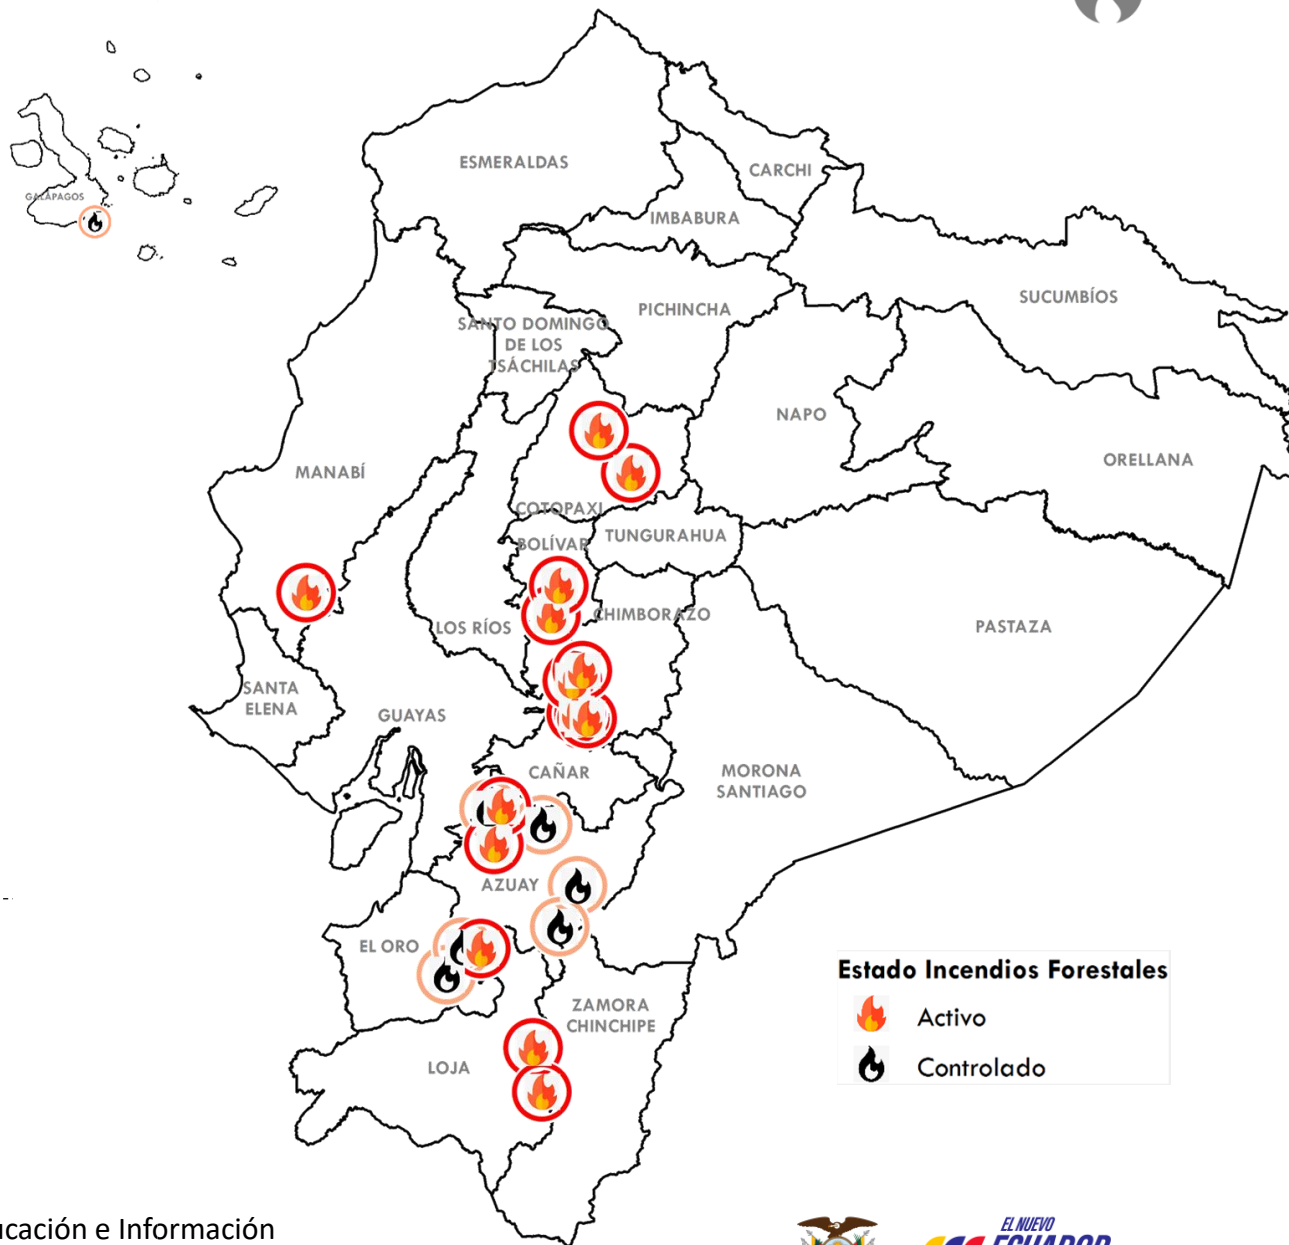 ESMERALDAS
CARCHI
IMBABURA
GALÁPAGOS
SUCUMBÍOS
PICHINCHA
SANTO DOMINGO
DE LOS
TSÁCHILAS
NAPO
ORELLANA
MANABÍ
COTOPAXI
TUNGURAHUA
BOLÍVAR
CHIMBORAZO
LOS RÍOS
PASTAZA
SANTA
ELENA
GUAYAS
CAÑAR
MORONA
SANTIAGO
AZUAY
EL ORO
ZAMORA
CHINCHIPE
LOJA
Estado Incendios Forestales
Activo
Controlado
ucación e Información
EL NUEVO
ECUADOR